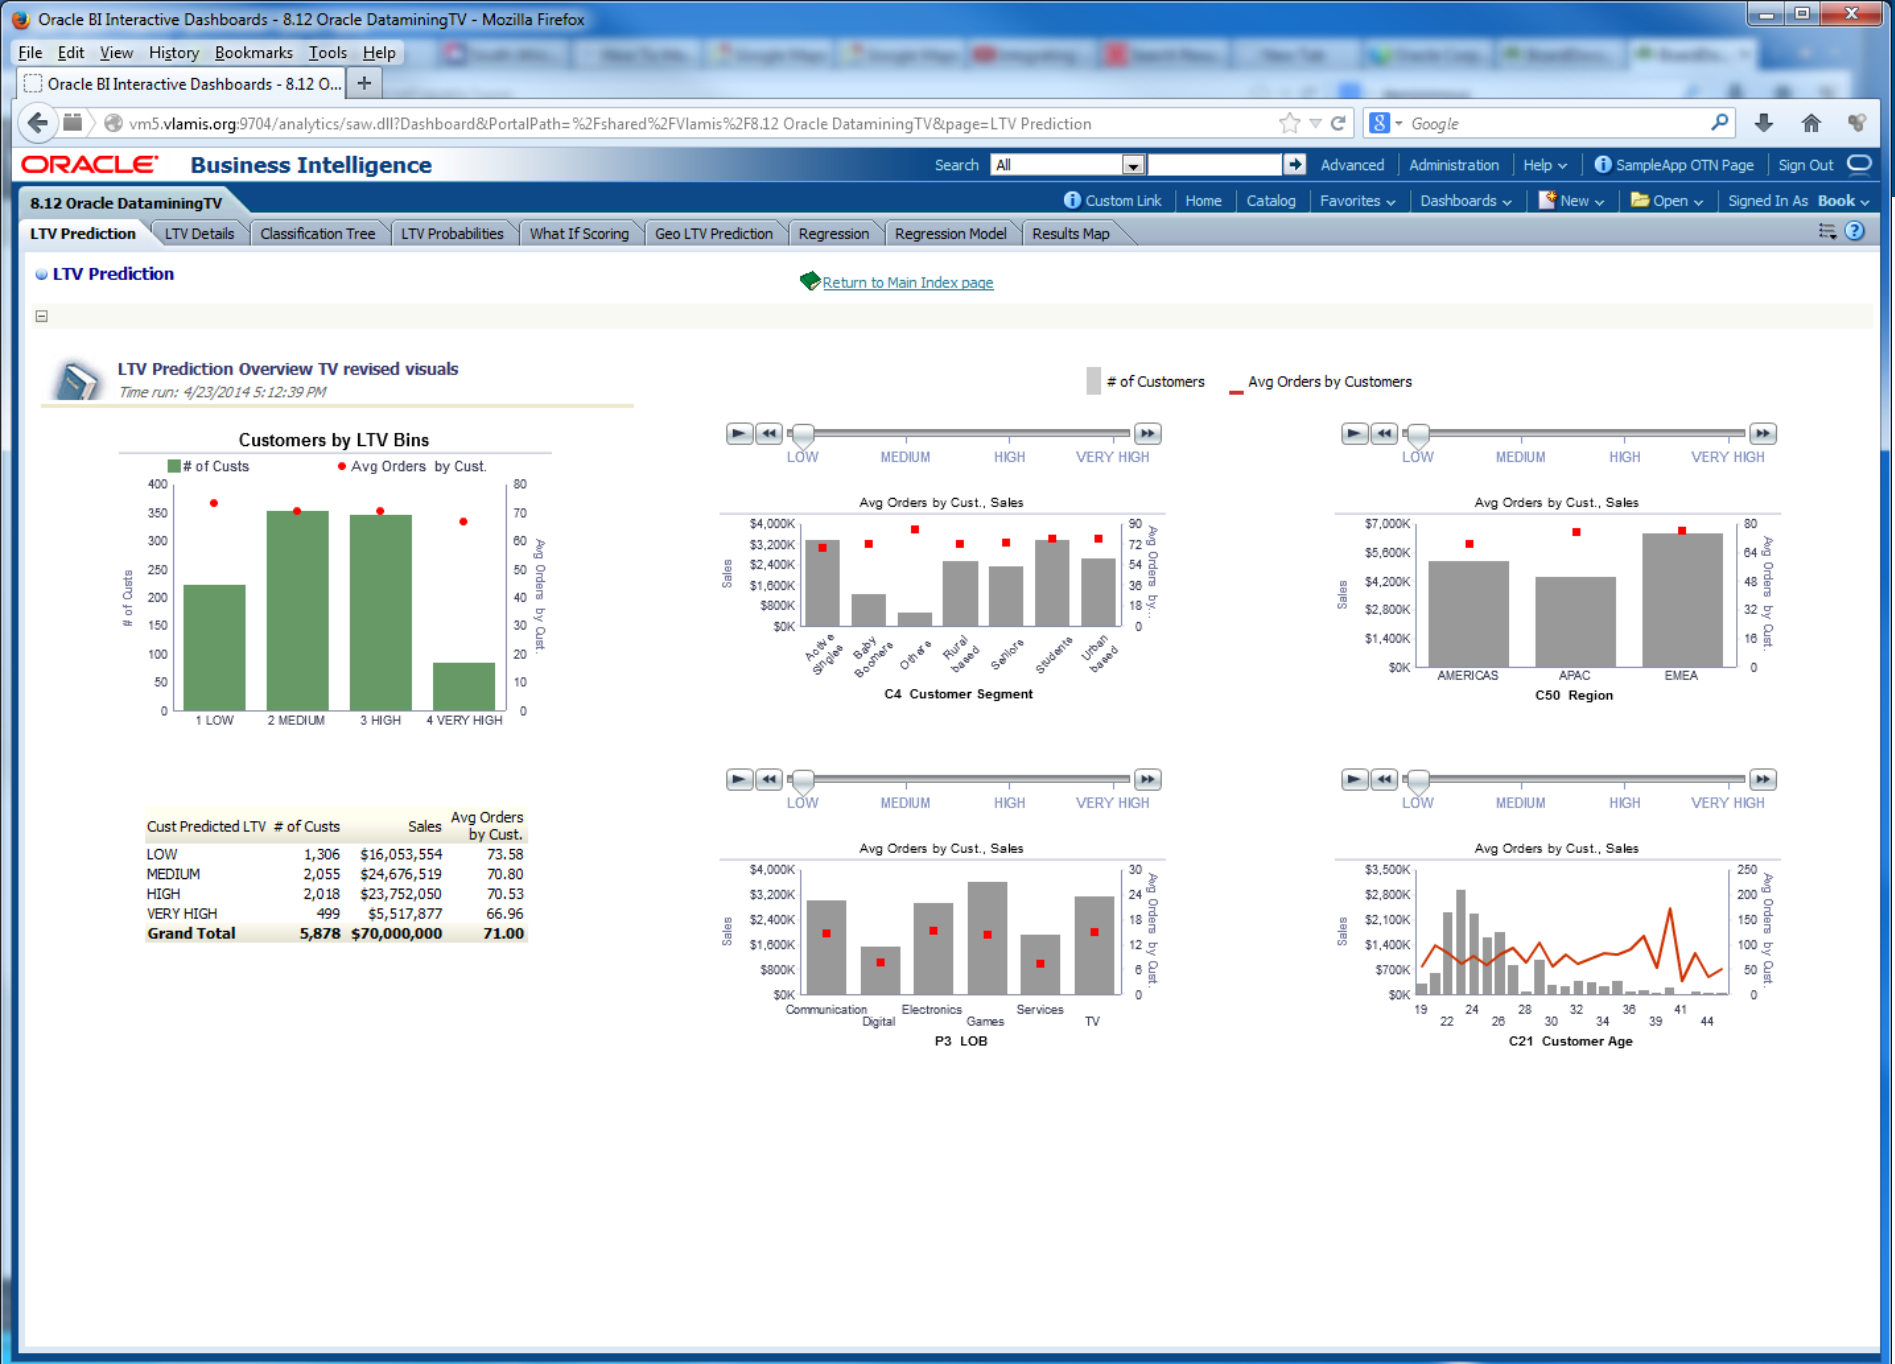 Oracle BI Interactive Dashboards - 8.12 Oracle DataminingTV - Mozilla Firefox
File Edit View History Bookmarks Tools Help
Oracle BI Interactive Dashboards - 8.12 O... +
vm5.vlamis.org:9704/analytics/saw.dll?Dashboard&PortalPath=%2Fshared%2FVlamis%2F8.12 Oracle DataminingTV&page=LTV Prediction
Google
ORACLE Business Intelligence
Search All Advanced Administration Help SampleApp OTN Page Sign Out
8.12 Oracle DataminingTV
Custom Link Home Catalog Favorites Dashboards New Open Signed In As Book
LTV Prediction LTV Details Classification Tree LTV Probabilities What If Scoring Geo LTV Prediction Regression Regression Model Results Map
LTV Prediction
Return to Main Index page
LTV Prediction Overview TV revised visuals
Time run: 4/23/2014 5:12:39 PM
# of Customers Avg Orders by Customers
Customers by LTV Bins
# of Custs Avg Orders by Cust.
400 350 300 250 200 150 100 50 0
# of Custs
80 70 60 50 40 30 20 10 0
Avg Orders by Cust.
1 LOW 2 MEDIUM 3 HIGH 4 VERY HIGH
Cust Predicted LTV # of Custs Sales Avg Orders by Cust.
LOW 1,306 $16,053,554 73.58
MEDIUM 2,055 $24,676,519 70.80
HIGH 2,018 $23,752,050 70.53
VERY HIGH 499 $5,517,877 66.96
Grand Total 5,878 $70,000,000 71.00
LOW MEDIUM HIGH VERY HIGH
Avg Orders by Cust., Sales
$4,000K $3,200K $2,400K $1,600K $800K $0K
Sales
90 72 54 36 18 0
Avg Orders by...
Active Singles Baby Boomers Others Rural based Seniors Students Urban based
C4 Customer Segment
LOW MEDIUM HIGH VERY HIGH
Avg Orders by Cust., Sales
$7,000K $5,600K $4,200K $2,800K $1,400K $0K
Sales
80 64 48 32 16 0
Avg Orders by Cust.
AMERICAS APAC EMEA
C50 Region
LOW MEDIUM HIGH VERY HIGH
Avg Orders by Cust., Sales
$4,000K $3,200K $2,400K $1,600K $800K $0K
Sales
30 24 18 12 6 0
Avg Orders by Cust.
Communication Digital Electronics Games Services TV
P3 LOB
LOW MEDIUM HIGH VERY HIGH
Avg Orders by Cust., Sales
$3,500K $2,800K $2,100K $1,400K $700K $0K
Sales
250 200 150 100 50 0
Avg Orders by Cust.
19 22 24 26 28 30 32 34 36 39 41 44
C21 Customer Age